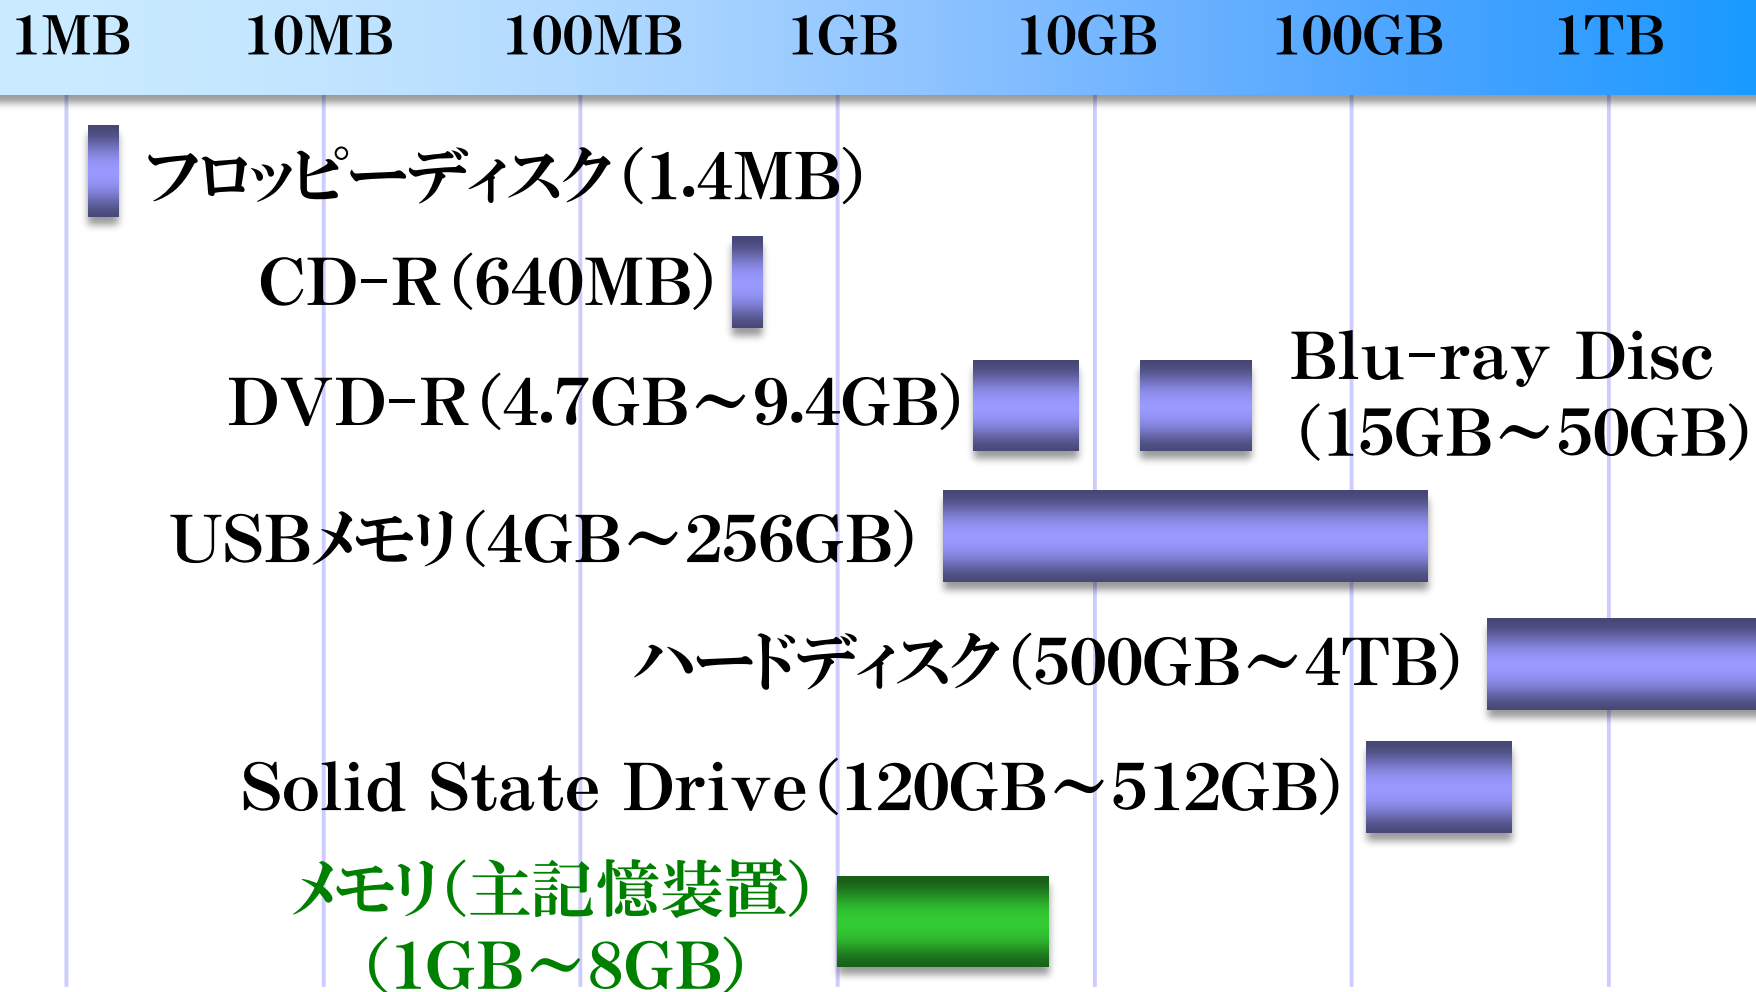 1MB 10MB 100MB 1GB 10GB 100GB 1TB
フロッピーディスク(1.4MB)
CD-R(640MB)
DVD-R(4.7GB～9.4GB)
Blu-ray Disc
(15GB～50GB)
USBメモリ(4GB～256GB)
ハードディスク(500GB～4TB)
Solid State Drive(120GB～512GB)
メモリ(主記憶装置)
(1GB～8GB)